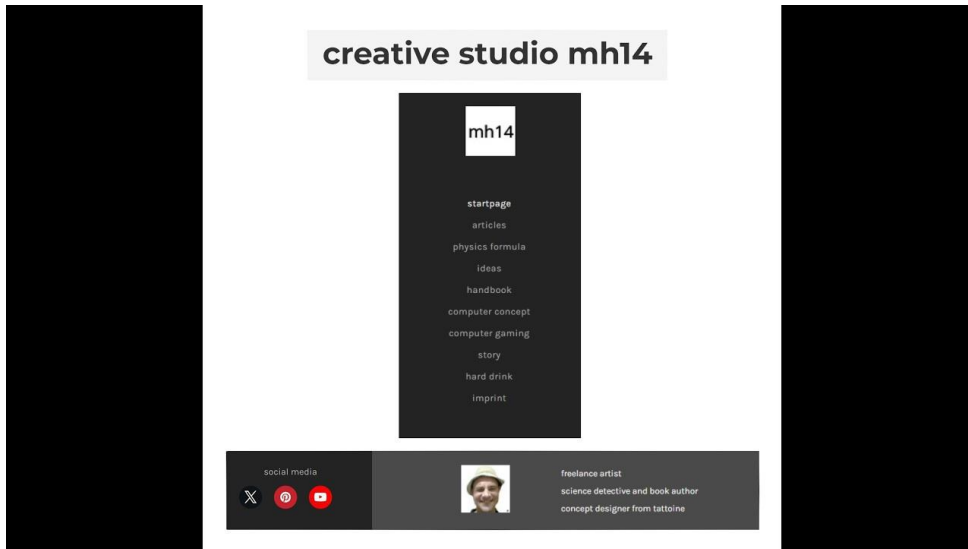 creative studio mh14
mh14
startpage
articles
physics formula
ideas
handbook
computer concept
computer gaming
story
hard drink
imprint
social media
freelance artist
science detective and book author
concept designer from tattoine